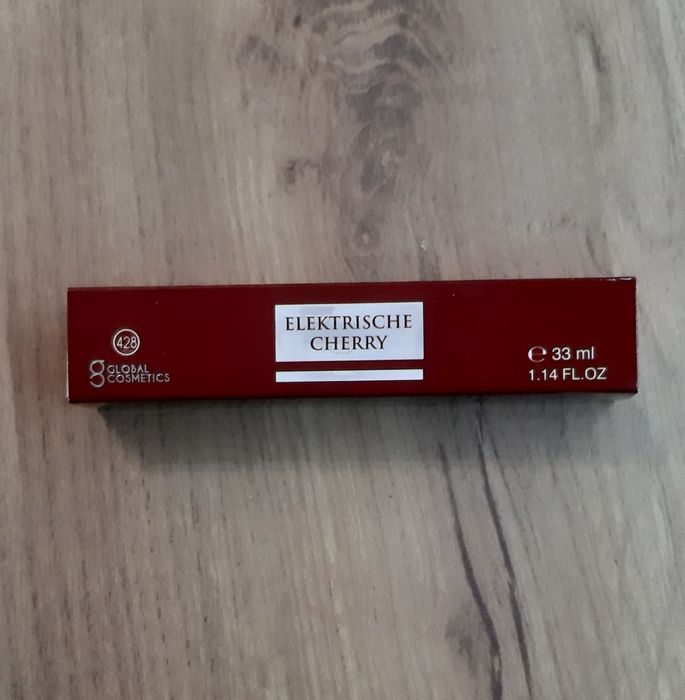 428
GLOBAL
COSMETICS
ELEKTRISCHE
CHERRY
℮ 33 ml
1.14 FL.OZ